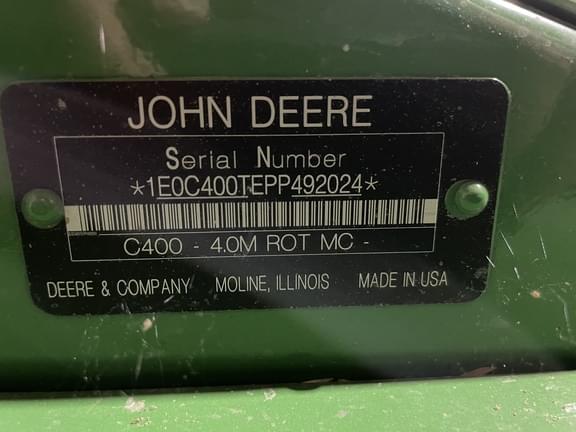 JOHN DEERE
Serial Number
*1E0C400TEPP492024*
C400 - 4.0M ROT MC -
DEERE & COMPANY MOLINE, ILLINOIS MADE IN USA